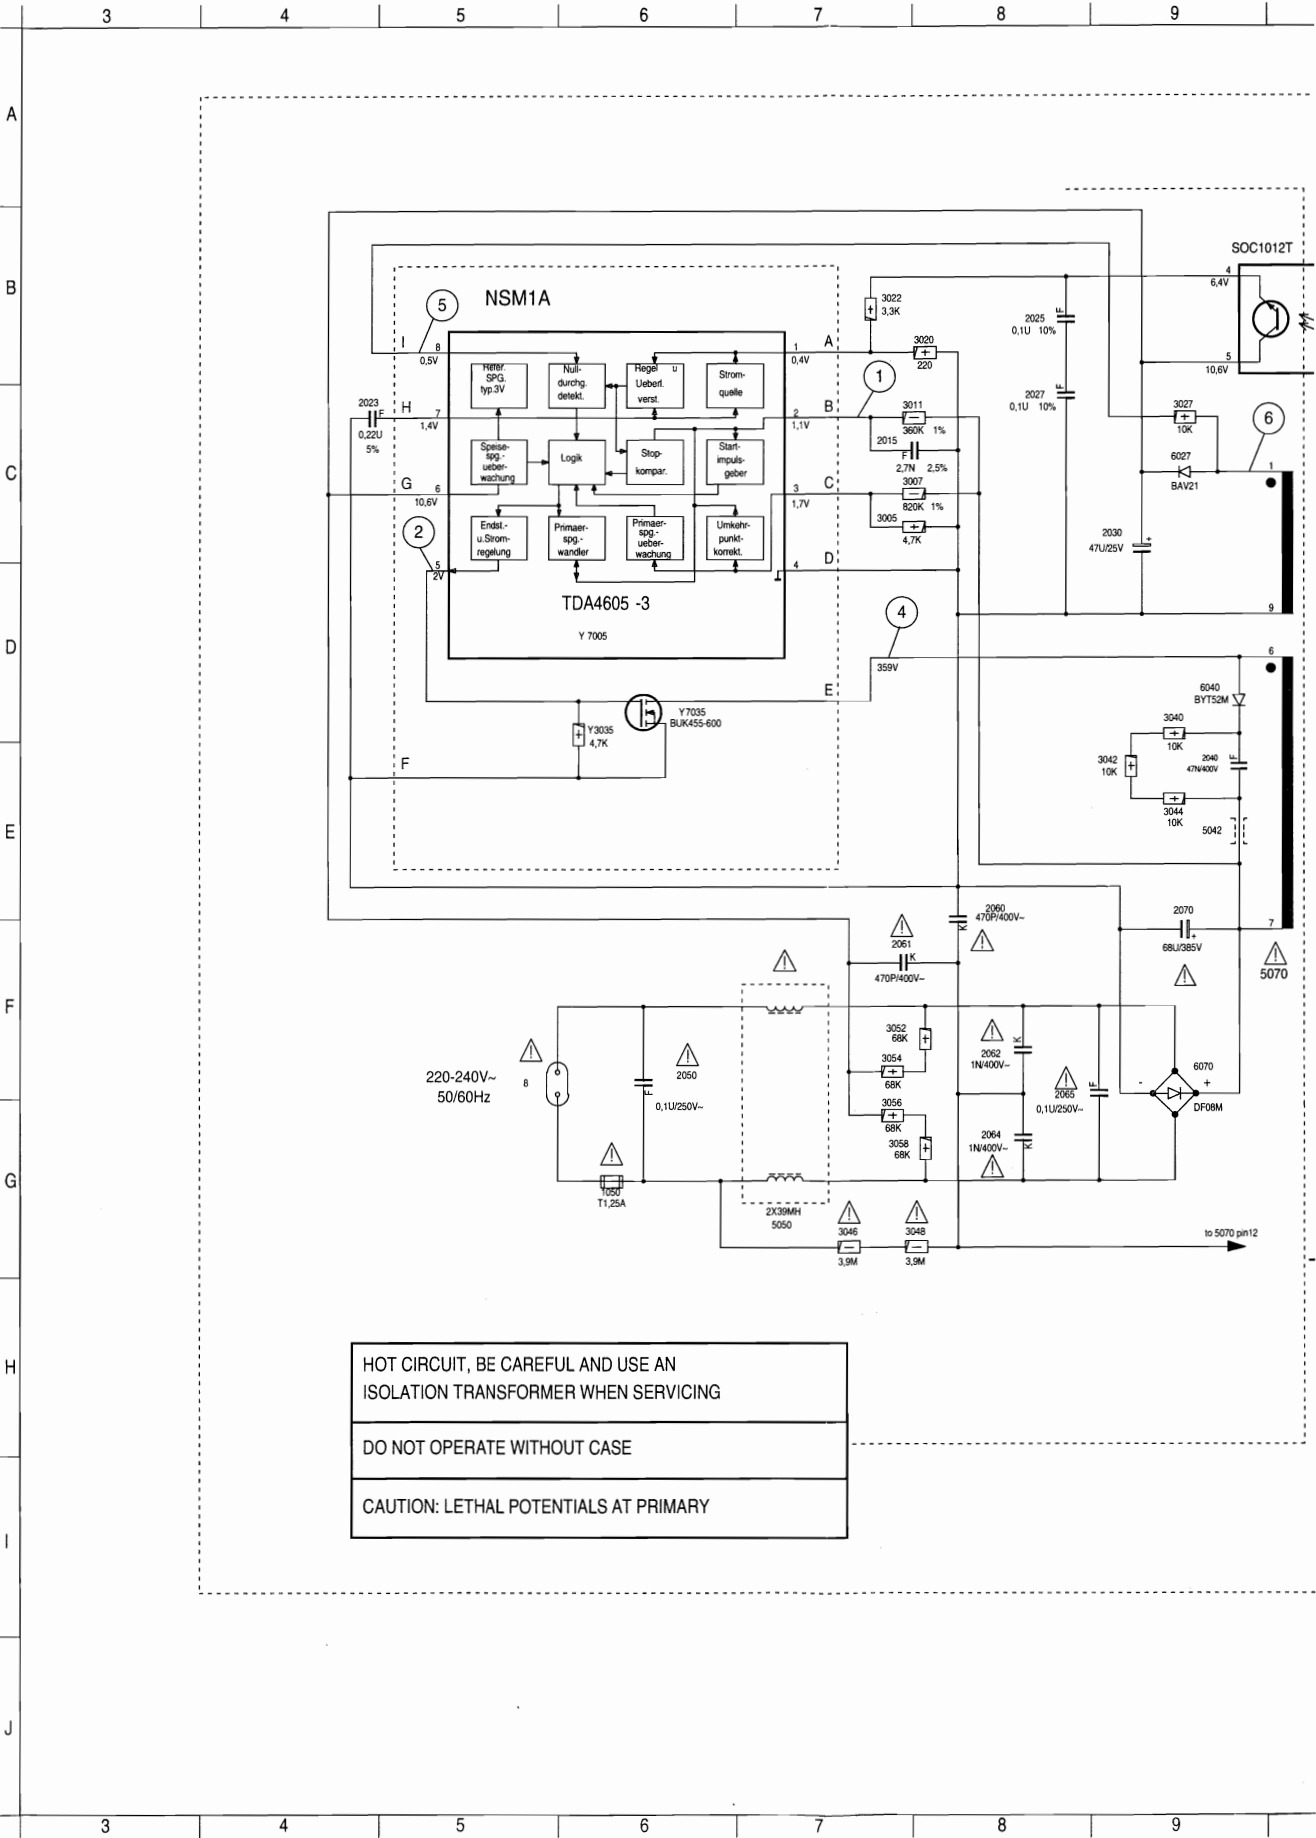 3 4 5 6 7 8 9
A
SOC1012T
B
NSM1A
4
6,4V
3022
3,3K
2025
0,1U 10%
F
5
I
8
0,5V
1
0,4V
A
3020
220
5
10,6V
Refer.
SPG.
typ.3V
Null-
durchg.
detekt.
Regel u
Ueberl.
verst.
Strom-
quelle
1
2027
0,1U 10%
F
2023
F
0,22U
5%
H
7
1,4V
2
1,1V
B
3011
360K 1%
3027
10K
6
2015
F
2,7N 2,5%
C
Speise-
spg.-
ueber-
wachung
Logik
Stop-
kompar.
Start-
impuls-
geber
6027
BAV21
1
G
6
10,6V
3
1,7V
C
3007
820K 1%
3005
4,7K
2
Endst.-
u.Strom-
regelung
Primaer-
spg.-
wandler
Primaer-
spg.-
ueber-
wachung
Umkehr-
punkt-
korrekt.
2030
47U/25V
+
5
2V
4
D
TDA4605 -3
Y 7005
4
9
D
359V
6
E
Y7035
BUK455-600
6040
BYT52M
Y3035
4,7K
3040
10K
F
3042
10K
2040
47N/400V
F
3044
10K
5042
E
2060
470P/400V~
K
2061
K
470P/400V~
2070
+
68U/385V
7
5070
F
3052
68K
2062
1N/400V~
K
220-240V~
50/60Hz
8
2050
F
0,1U/250V~
3054
68K
2065
0,1U/250V~
F
6070
- +
DF08M
3056
68K
3058
68K
2064
1N/400V~
K
G
1050
T1,25A
2X39MH
5050
3046
3,9M
3048
3,9M
to 5070 pin12
H
HOT CIRCUIT, BE CAREFUL AND USE AN
ISOLATION TRANSFORMER WHEN SERVICING
DO NOT OPERATE WITHOUT CASE
CAUTION: LETHAL POTENTIALS AT PRIMARY
I
J
3 4 5 6 7 8 9